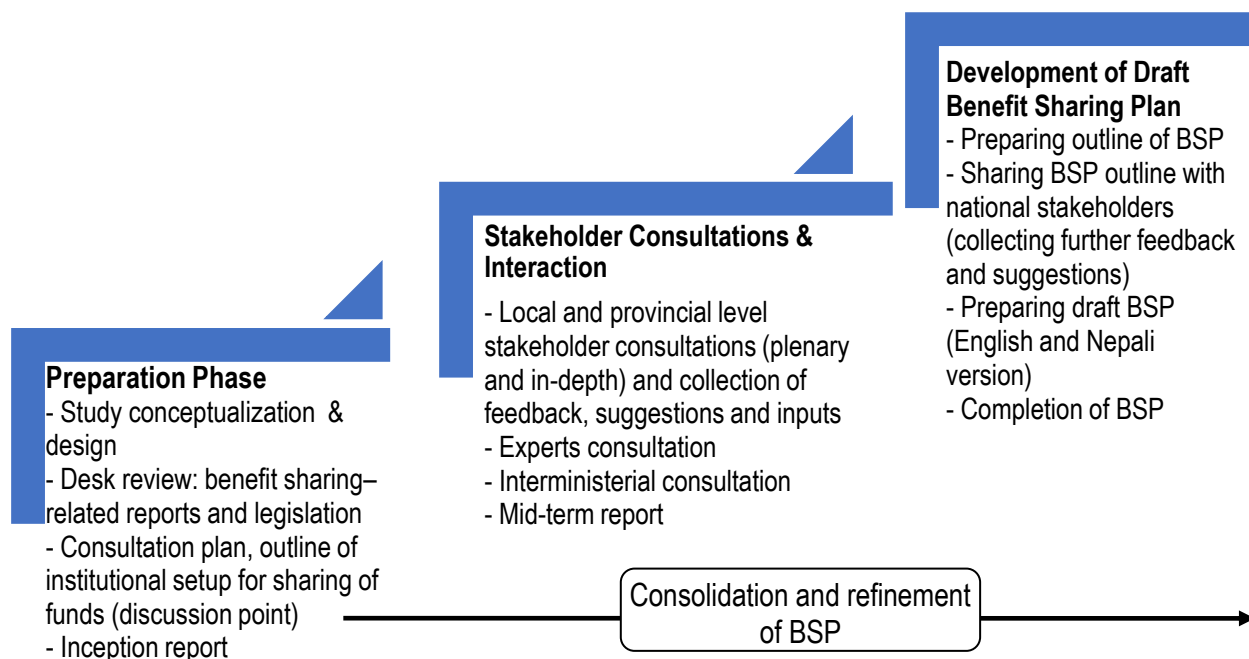 Preparation Phase
- Study conceptualization &
design
- Desk review: benefit sharing–
related reports and legislation
- Consultation plan, outline of
institutional setup for sharing of
funds (discussion point)
- Inception report
Stakeholder Consultations &
Interaction
- Local and provincial level
stakeholder consultations (plenary
and in-depth) and collection of
feedback, suggestions and inputs
- Experts consultation
- Interministerial consultation
- Mid-term report
Development of Draft
Benefit Sharing Plan
- Preparing outline of BSP
- Sharing BSP outline with
national stakeholders
(collecting further feedback
and suggestions)
- Preparing draft BSP
(English and Nepali
version)
- Completion of BSP
Consolidation and refinement
of BSP